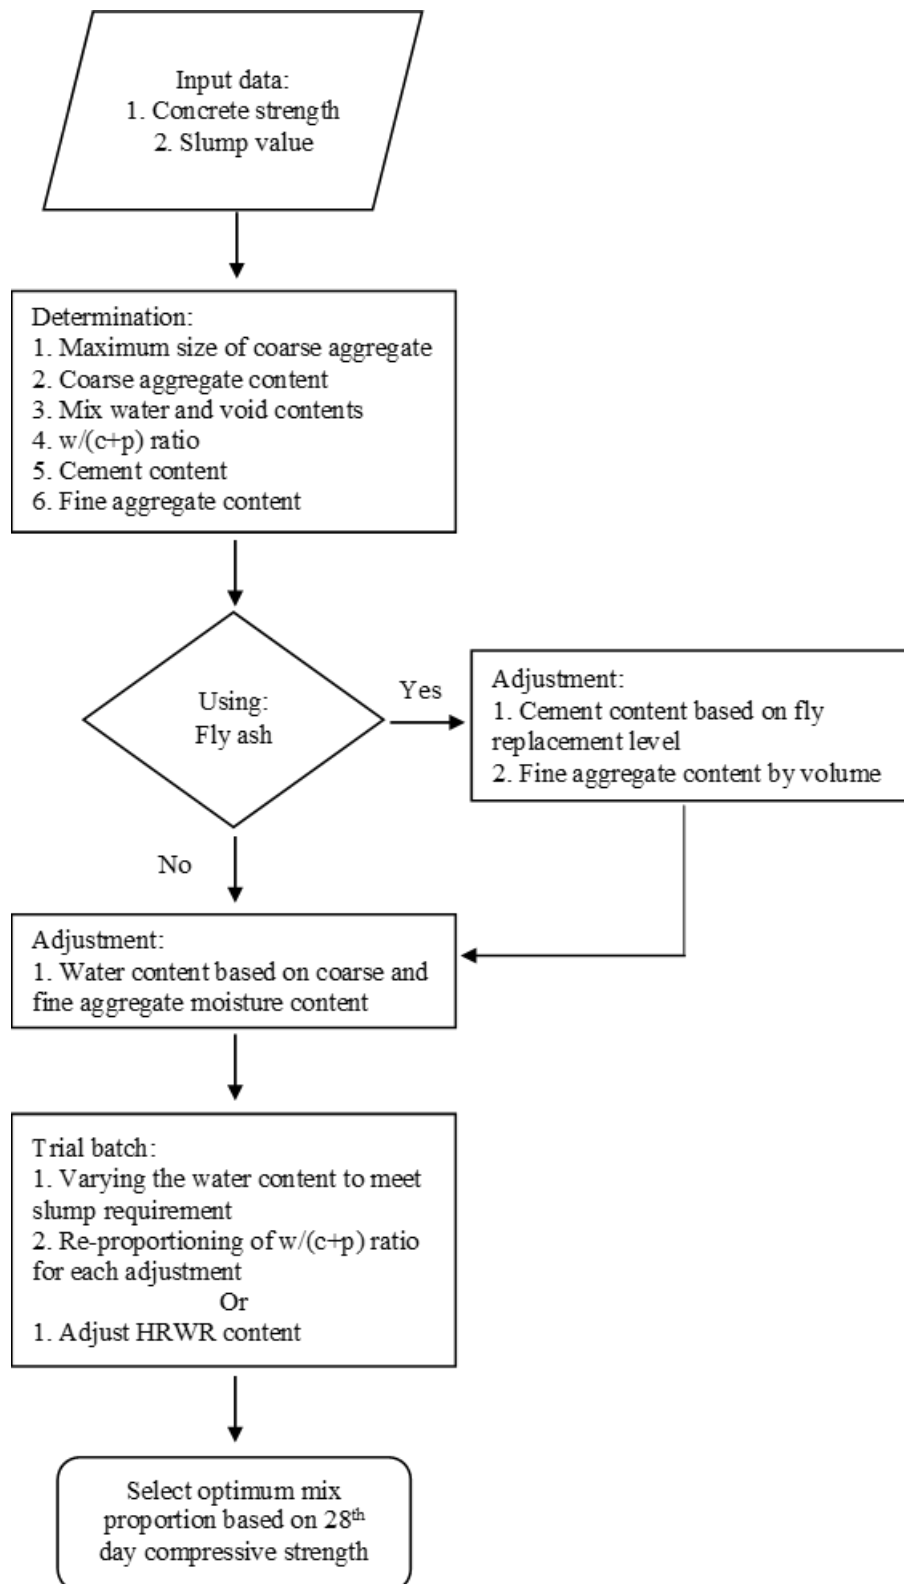 Input data:
1. Concrete strength
2. Slump value
Determination:
1. Maximum size of coarse aggregate
2. Coarse aggregate content
3. Mix water and void contents
4. w/(c+p) ratio
5. Cement content
6. Fine aggregate content
Using:
Fly ash
Yes
Adjustment:
1. Cement content based on fly
replacement level
2. Fine aggregate content by volume
No
Adjustment:
1. Water content based on coarse and
fine aggregate moisture content
Trial batch:
1. Varying the water content to meet
slump requirement
2. Re-proportioning of w/(c+p) ratio
for each adjustment
Or
1. Adjust HRWR content
Select optimum mix
proportion based on 28th
day compressive strength